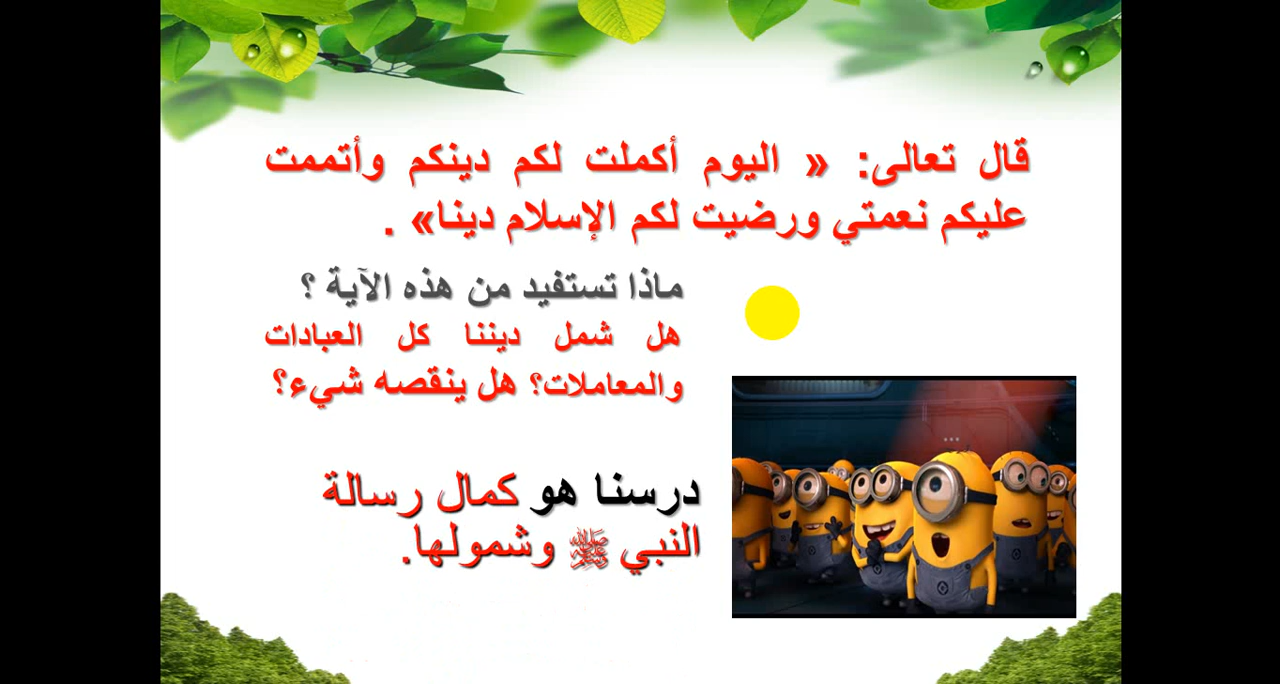 قال تعالى: « اليوم أكملت لكم دينكم وأتممت
عليكم نعمتي ورضيت لكم الإسلام دينا» .
ماذا تستفيد من هذه الآية ؟
هل شمل ديننا كل العبادات
والمعاملات؟ هل ينقصه شيء؟
درسنا هو كمال رسالة
النبي ﷺ وشمولها.